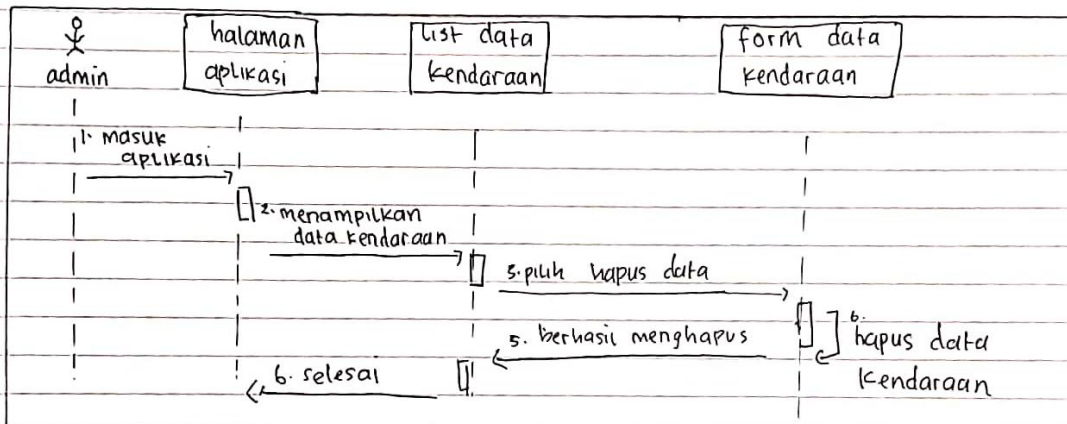 admin
halaman
aplikasi
list data
kendaraan
form data
kendaraan
1. masuk
aplikasi
2. menampilkan
data kendaraan
3. pilih hapus data
6.
hapus data
kendaraan
5. berhasil menghapus
6. selesai